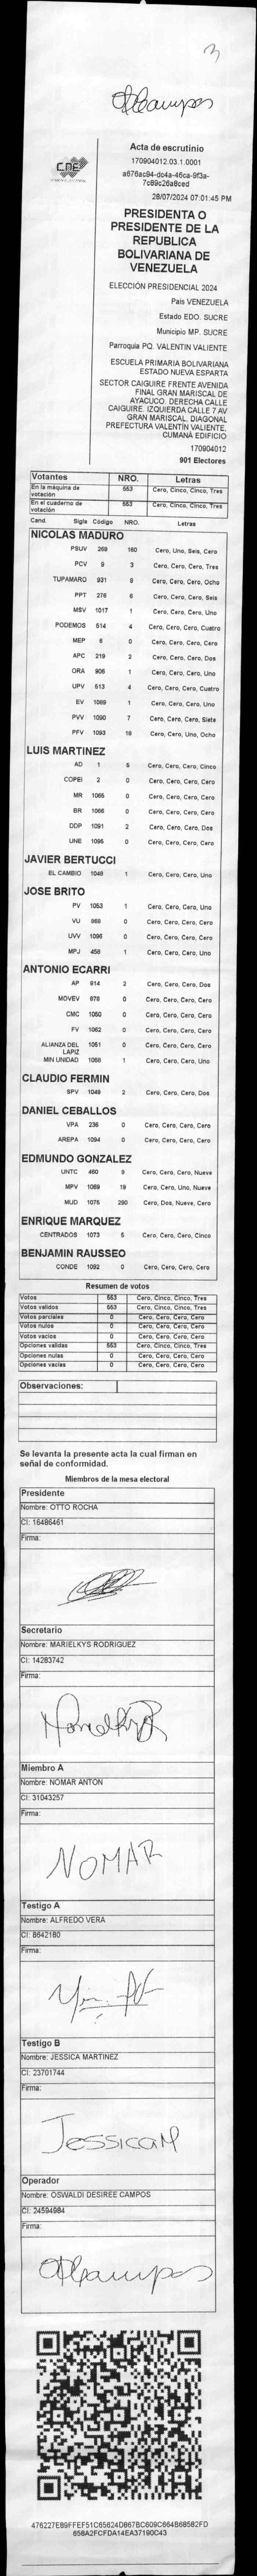 3
OCampos
CNE
Acta de escrutinio
170904012.03.1.0001
a676ac94-dc4a-46ca-9f3a-
7c89c26a8ced
28/07/2024 07:01:45 PM
PRESIDENTA O
PRESIDENTE DE LA
REPUBLICA
BOLIVARIANA DE
VENEZUELA
ELECCIÓN PRESIDENCIAL 2024
Pais VENEZUELA
Estado EDO. SUCRE
Municipio MP. SUCRE
Parroquia PQ. VALENTIN VALIENTE
ESCUELA PRIMARIA BOLIVARIANA
ESTADO NUEVA ESPARTA
SECTOR CAIGUIRE FRENTE AVENIDA
FINAL GRAN MARISCAL DE
AYACUCO. DERECHA CALLE
CAIGUIRE. IZQUIERDA CALLE 7 AV
GRAN MARISCAL. DIAGONAL
PREFECTURA VALENTÍN VALIENTE,
CUMANÁ EDIFICIO
170904012
901 Electores
Votantes NRO. Letras
En la máquina de votación 553 Cero, Cinco, Cinco, Tres
En el cuaderno de votación 553 Cero, Cinco, Cinco, Tres
Cand. Sigla Código NRO. Letras
NICOLAS MADURO
PSUV 269 160 Cero, Uno, Seis, Cero
PCV 9 3 Cero, Cero, Cero, Tres
TUPAMARO 931 8 Cero, Cero, Cero, Ocho
PPT 276 6 Cero, Cero, Cero, Seis
MSV 1017 1 Cero, Cero, Cero, Uno
PODEMOS 514 4 Cero, Cero, Cero, Cuatro
MEP 6 0 Cero, Cero, Cero, Cero
APC 219 2 Cero, Cero, Cero, Dos
ORA 906 1 Cero, Cero, Cero, Uno
UPV 513 4 Cero, Cero, Cero, Cuatro
EV 1089 1 Cero, Cero, Cero, Uno
PVV 1090 7 Cero, Cero, Cero, Siete
PFV 1093 18 Cero, Cero, Uno, Ocho
LUIS MARTINEZ
AD 1 5 Cero, Cero, Cero, Cinco
COPEI 2 0 Cero, Cero, Cero, Cero
MR 1065 0 Cero, Cero, Cero, Cero
BR 1066 0 Cero, Cero, Cero, Cero
DDP 1091 2 Cero, Cero, Cero, Dos
UNE 1095 0 Cero, Cero, Cero, Cero
JAVIER BERTUCCI
EL CAMBIO 1049 1 Cero, Cero, Cero, Uno
JOSE BRITO
PV 1053 1 Cero, Cero, Cero, Uno
VU 968 0 Cero, Cero, Cero, Cero
UVV 1096 0 Cero, Cero, Cero, Cero
MPJ 458 1 Cero, Cero, Cero, Uno
ANTONIO ECARRI
AP 914 2 Cero, Cero, Cero, Dos
MOVEV 878 0 Cero, Cero, Cero, Cero
CMC 1050 0 Cero, Cero, Cero, Cero
FV 1062 0 Cero, Cero, Cero, Cero
ALIANZA DEL LAPIZ 1051 0 Cero, Cero, Cero, Cero
MIN UNIDAD 1068 1 Cero, Cero, Cero, Uno
CLAUDIO FERMIN
SPV 1048 2 Cero, Cero, Cero, Dos
DANIEL CEBALLOS
VPA 236 0 Cero, Cero, Cero, Cero
AREPA 1094 0 Cero, Cero, Cero, Cero
EDMUNDO GONZALEZ
UNTC 460 9 Cero, Cero, Cero, Nueve
MPV 1069 19 Cero, Cero, Uno, Nueve
MUD 1075 290 Cero, Dos, Nueve, Cero
ENRIQUE MARQUEZ
CENTRADOS 1073 5 Cero, Cero, Cero, Cinco
BENJAMIN RAUSSEO
CONDE 1092 0 Cero, Cero, Cero, Cero
Resumen de votos
Votos 553 Cero, Cinco, Cinco, Tres
Votos validos 553 Cero, Cinco, Cinco, Tres
Votos parciales 0 Cero, Cero, Cero, Cero
Votos nulos 0 Cero, Cero, Cero, Cero
Votos vacios 0 Cero, Cero, Cero, Cero
Opciones validas 553 Cero, Cinco, Cinco, Tres
Opciones nulas 0 Cero, Cero, Cero, Cero
Opciones vacias 0 Cero, Cero, Cero, Cero
Observaciones:
Se levanta la presente acta la cual firman en
señal de conformidad.
Miembros de la mesa electoral
Presidente
Nombre: OTTO ROCHA
CI: 16486461
Firma:
Secretario
Nombre: MARIELKYS RODRIGUEZ
CI: 14283742
Firma:
Miembro A
Nombre: NOMAR ANTON
CI: 31043257
Firma:
NOMAR
Testigo A
Nombre: ALFREDO VERA
CI: 8642180
Firma:
Testigo B
Nombre: JESSICA MARTINEZ
CI: 23701744
Firma:
JessicaM
Operador
Nombre: OSWALDI DESIREE CAMPOS
CI: 24594984
Firma:
OCampos
476227E89FFEF51C65624D867BC609C664B68582FD
658A2FCFDA14EA37190C43